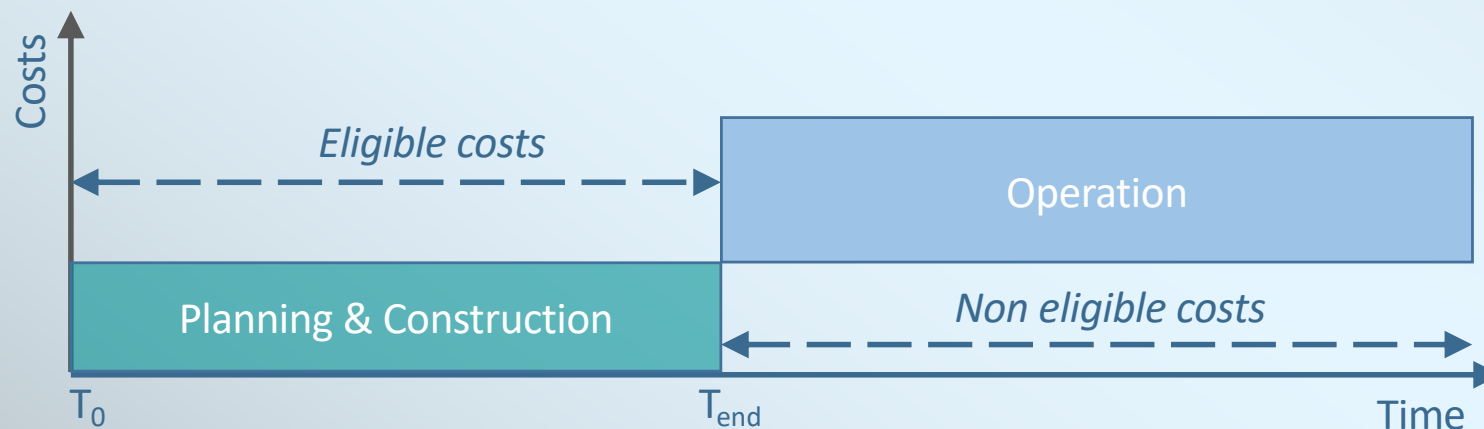 Costs
Eligible costs
Operation
Planning & Construction
Non eligible costs
T0
Tend
Time